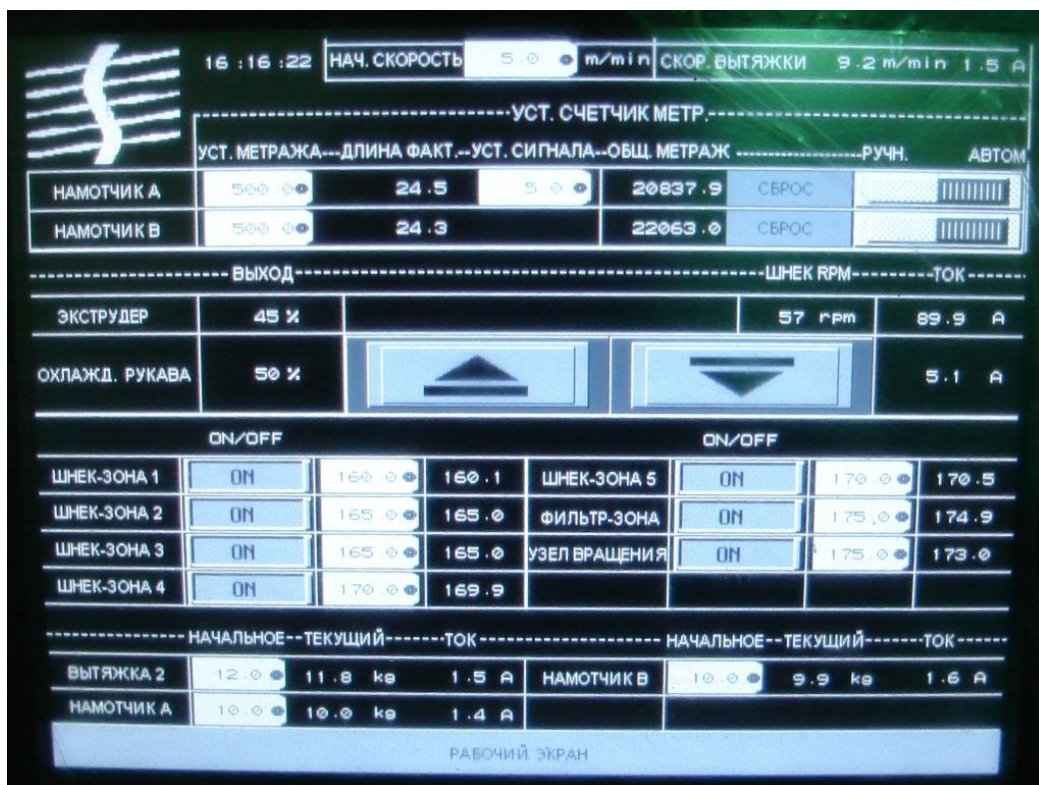 16:16:22 НАЧ. СКОРОСТЬ 5.0 m/min СКОР. ВЫТЯЖКИ 9.2 m/min 1.5 A
УСТ. СЧЕТЧИК МЕТР.
УСТ. МЕТРАЖА---ДЛИНА ФАКТ.--УСТ. СИГНАЛА--ОБЩ. МЕТРАЖ ----РУЧН. АВТОМ
НАМОТЧИК А 500.0 24.5 5.0 20837.9 СБРОС
НАМОТЧИК В 500.0 24.3 22063.0 СБРОС
ВЫХОД ШНЕК RPM ТОК
ЭКСТРУДЕР 45 % 57 rpm 89.9 A
ОХЛАЖД. РУКАВА 50 % 5.1 A
ON/OFF ON/OFF
ШНЕК-ЗОНА 1 ON 160.0 160.1 ШНЕК-ЗОНА 5 ON 170.0 170.5
ШНЕК-ЗОНА 2 ON 165.0 165.0 ФИЛЬТР-ЗОНА ON 175.0 174.9
ШНЕК-ЗОНА 3 ON 165.0 165.0 УЗЕЛ ВРАЩЕНИЯ ON 175.0 173.0
ШНЕК-ЗОНА 4 ON 170.0 169.9
НАЧАЛЬНОЕ--ТЕКУЩИЙ------ТОК НАЧАЛЬНОЕ--ТЕКУЩИЙ------ТОК
ВЫТЯЖКА 2 12.0 11.8 kg 1.5 A НАМОТЧИК В 10.0 9.9 kg 1.6 A
НАМОТЧИК А 10.0 10.0 kg 1.4 A
РАБОЧИЙ ЭКРАН